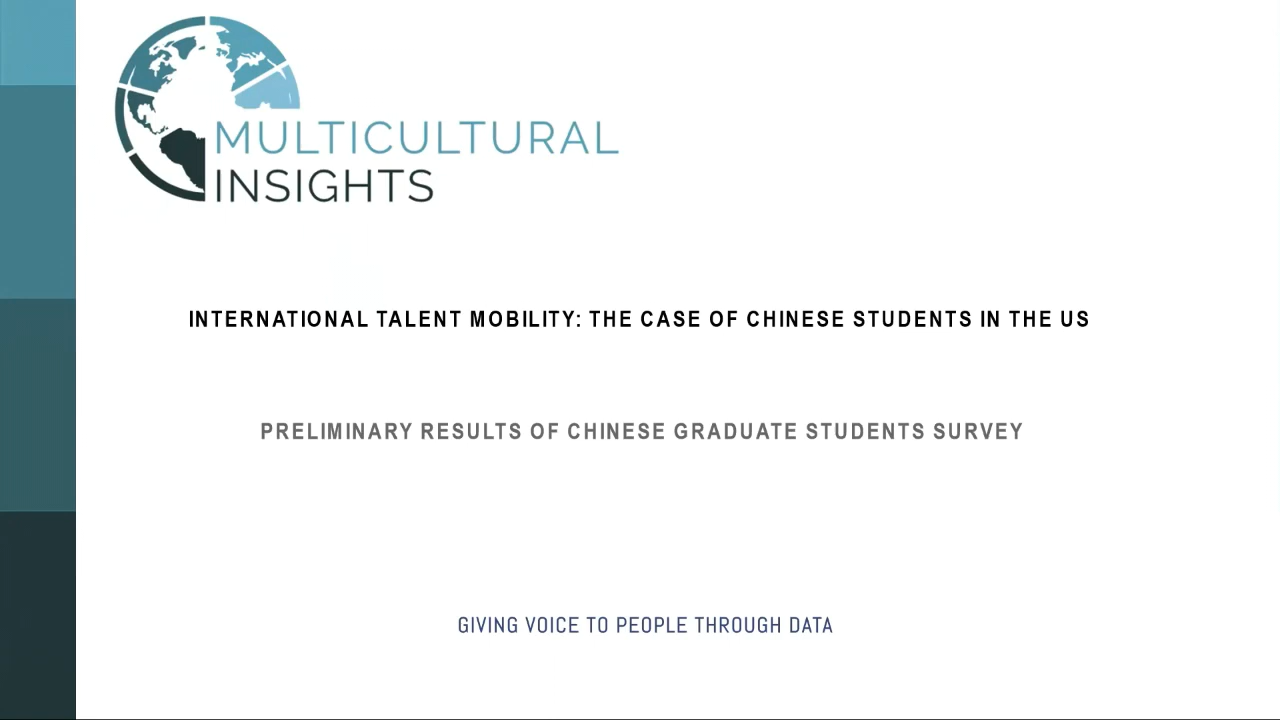 MULTICULTURAL
INSIGHTS
INTERNATIONAL TALENT MOBILITY: THE CASE OF CHINESE STUDENTS IN THE US
PRELIMINARY RESULTS OF CHINESE GRADUATE STUDENTS SURVEY
GIVING VOICE TO PEOPLE THROUGH DATA